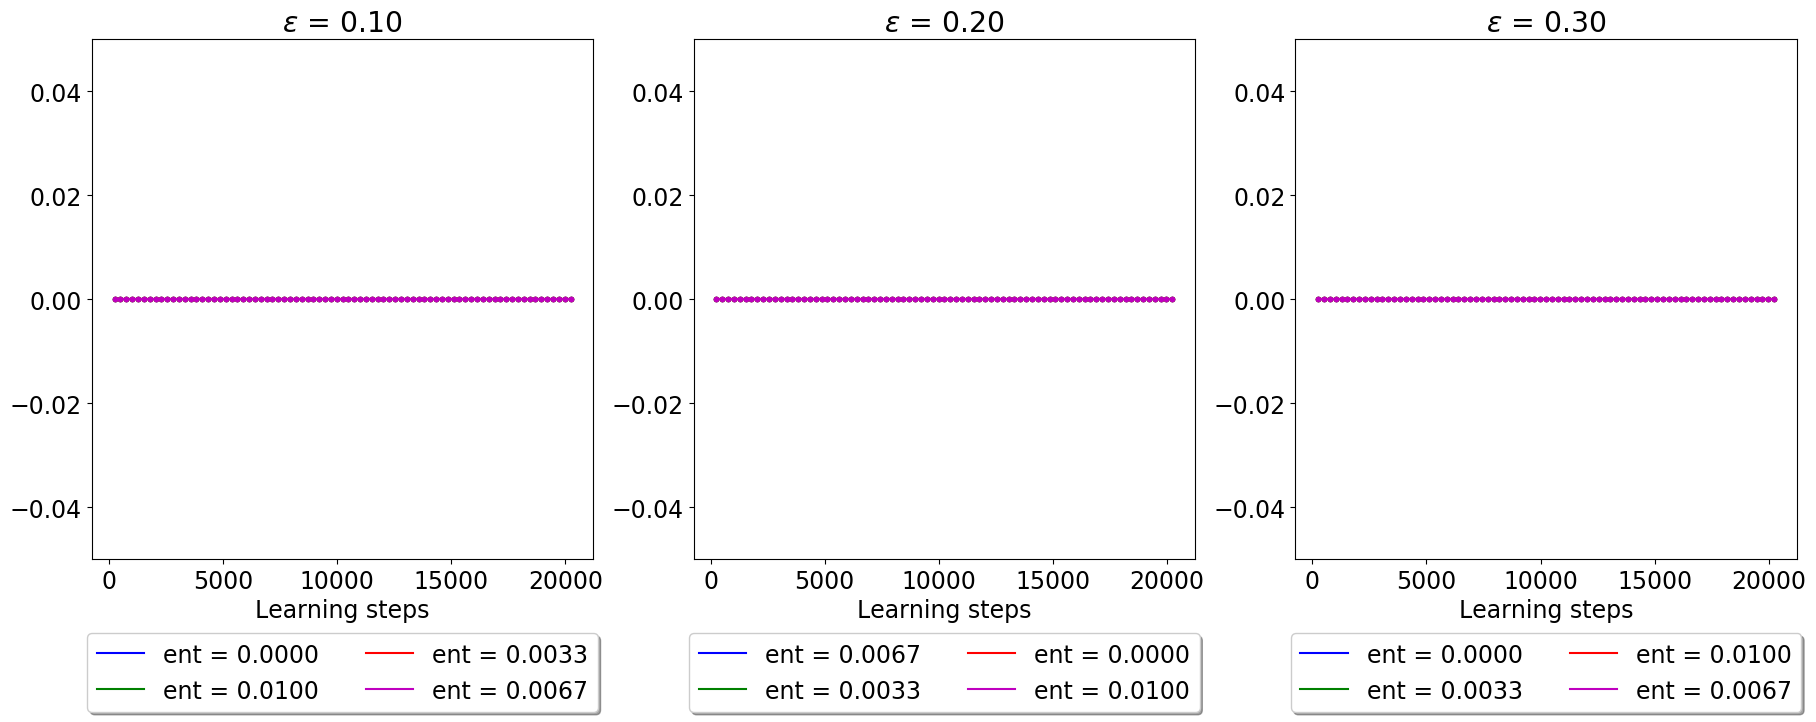 ε = 0.10
0.04
0.02
0.00
−0.02
−0.04
0 5000 10000 15000 20000
Learning steps
ent = 0.0000 ent = 0.0033
ent = 0.0100 ent = 0.0067
ε = 0.20
0.04
0.02
0.00
−0.02
−0.04
0 5000 10000 15000 20000
Learning steps
ent = 0.0067 ent = 0.0000
ent = 0.0033 ent = 0.0100
ε = 0.30
0.04
0.02
0.00
−0.02
−0.04
0 5000 10000 15000 20000
Learning steps
ent = 0.0000 ent = 0.0100
ent = 0.0033 ent = 0.0067